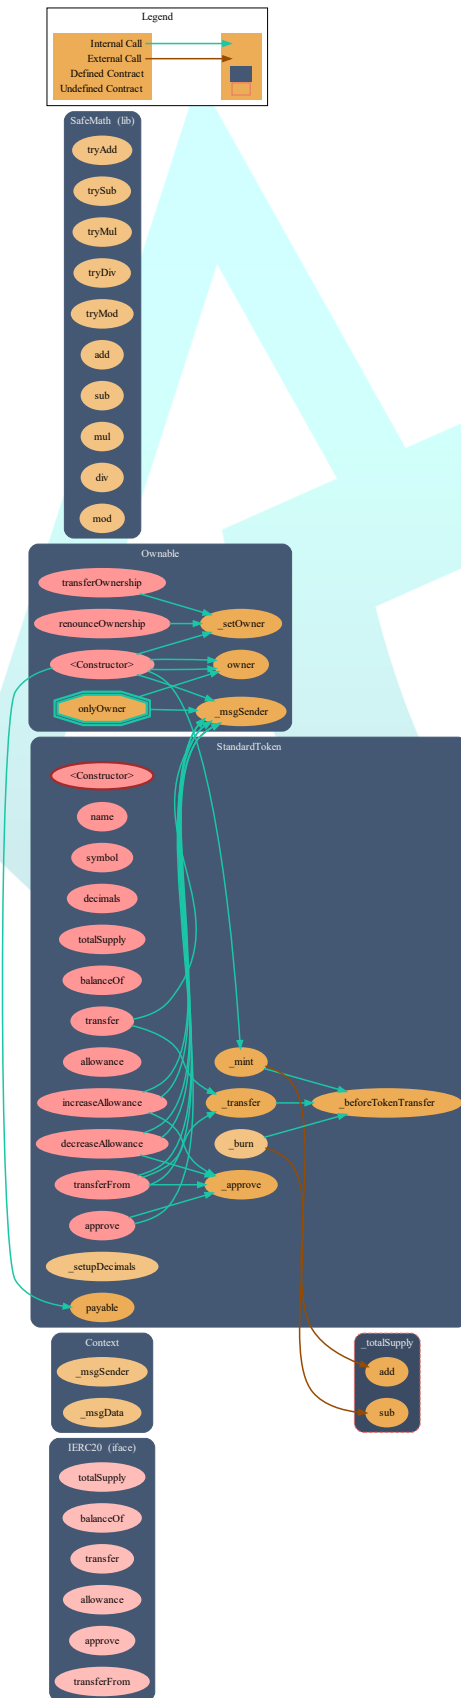 Legend
Internal Call
External Call
Defined Contract
Undefined Contract
SafeMath (lib)
tryAdd
trySub
tryMul
tryDiv
tryMod
add
sub
mul
div
mod
Ownable
transferOwnership
renounceOwnership
_setOwner
<Constructor>
owner
onlyOwner
_msgSender
StandardToken
<Constructor>
name
symbol
decimals
totalSupply
balanceOf
transfer
allowance
_mint
increaseAllowance
_transfer
_beforeTokenTransfer
decreaseAllowance
_burn
transferFrom
_approve
approve
_setupDecimals
payable
Context
_totalSupply
_msgSender
add
_msgData
sub
IERC20 (iface)
totalSupply
balanceOf
transfer
allowance
approve
transferFrom